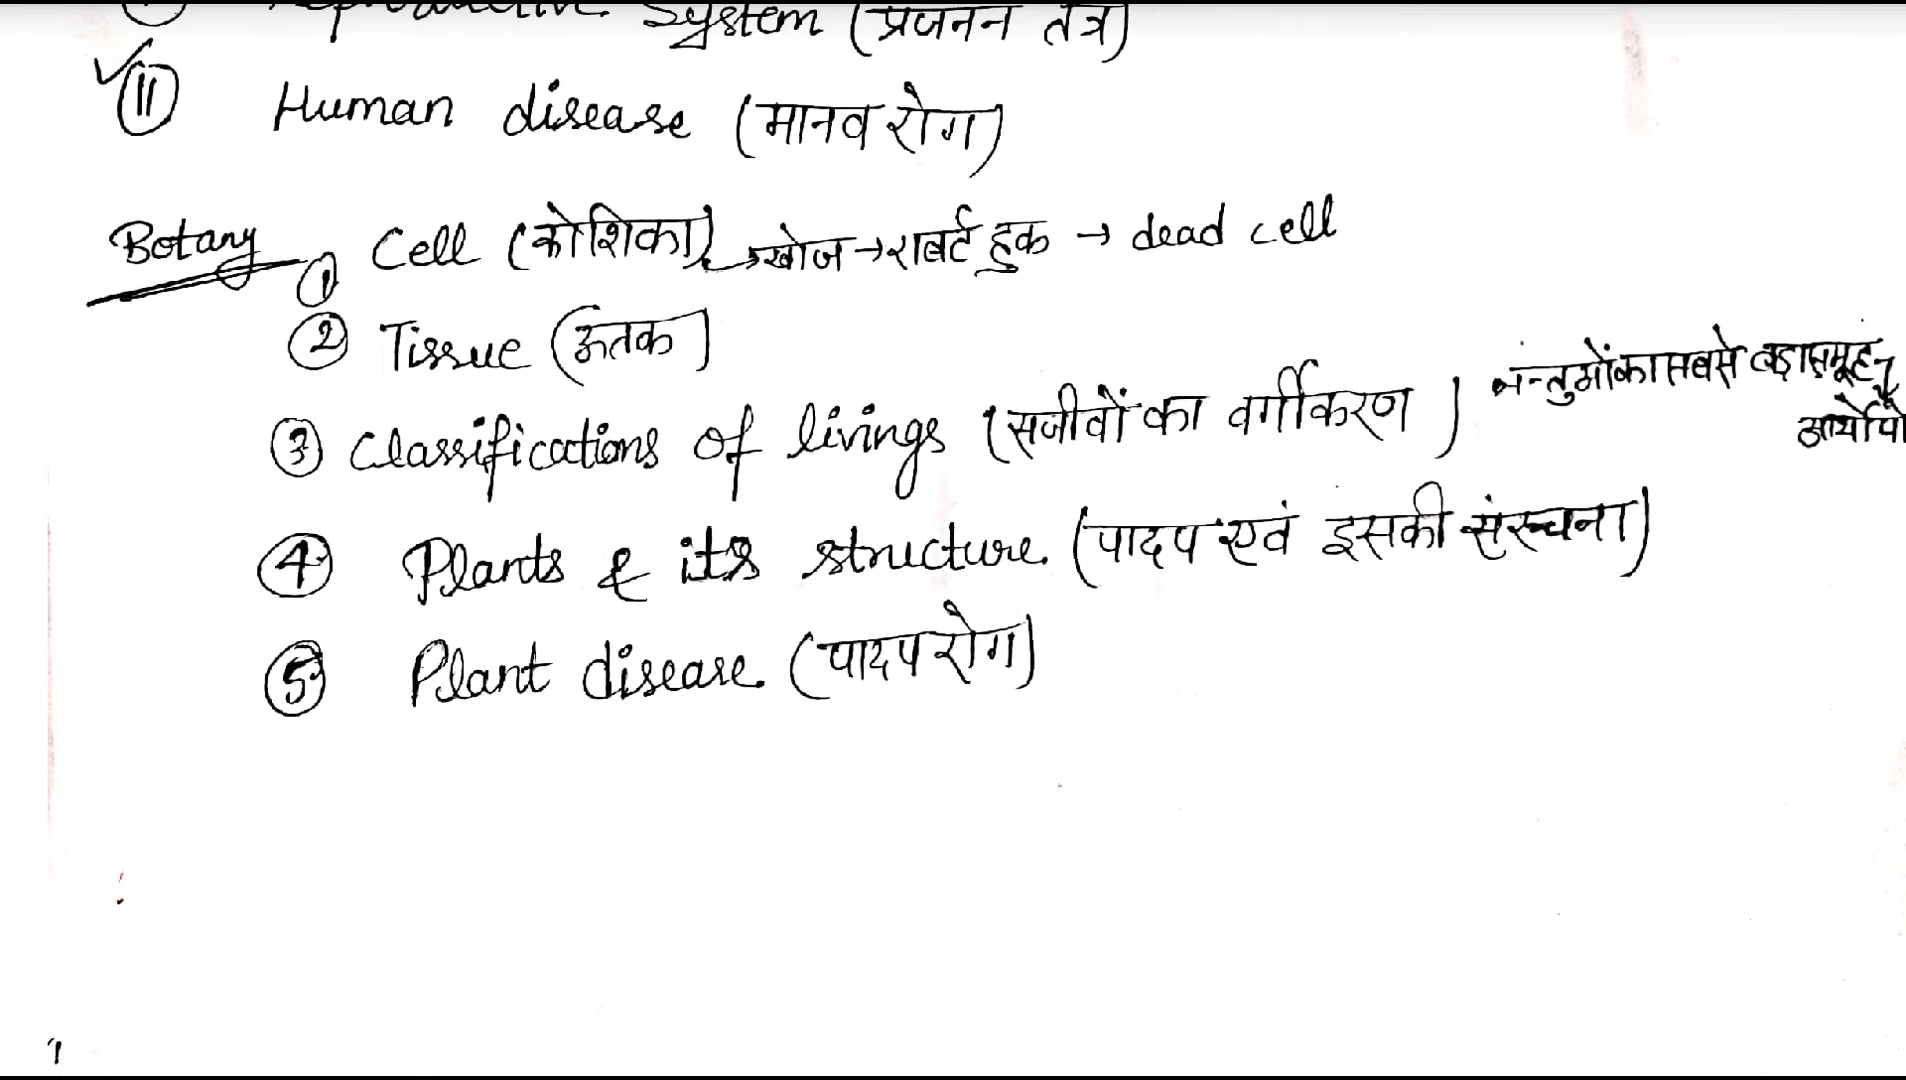 Reproductive System (प्रजनन तंत्र)
11 Human disease (मानव रोग)
Botany
1 Cell (कोशिका) → खोज → राबर्ट हुक → dead cell
2 Tissue (ऊतक)
3 Classifications of livings (सजीवों का वर्गीकरण) जन्तुओं का सबसे बड़ा समूह
4 Plants & its structure (पादप एवं इसकी संरचना)
5 Plant disease (पादप रोग)